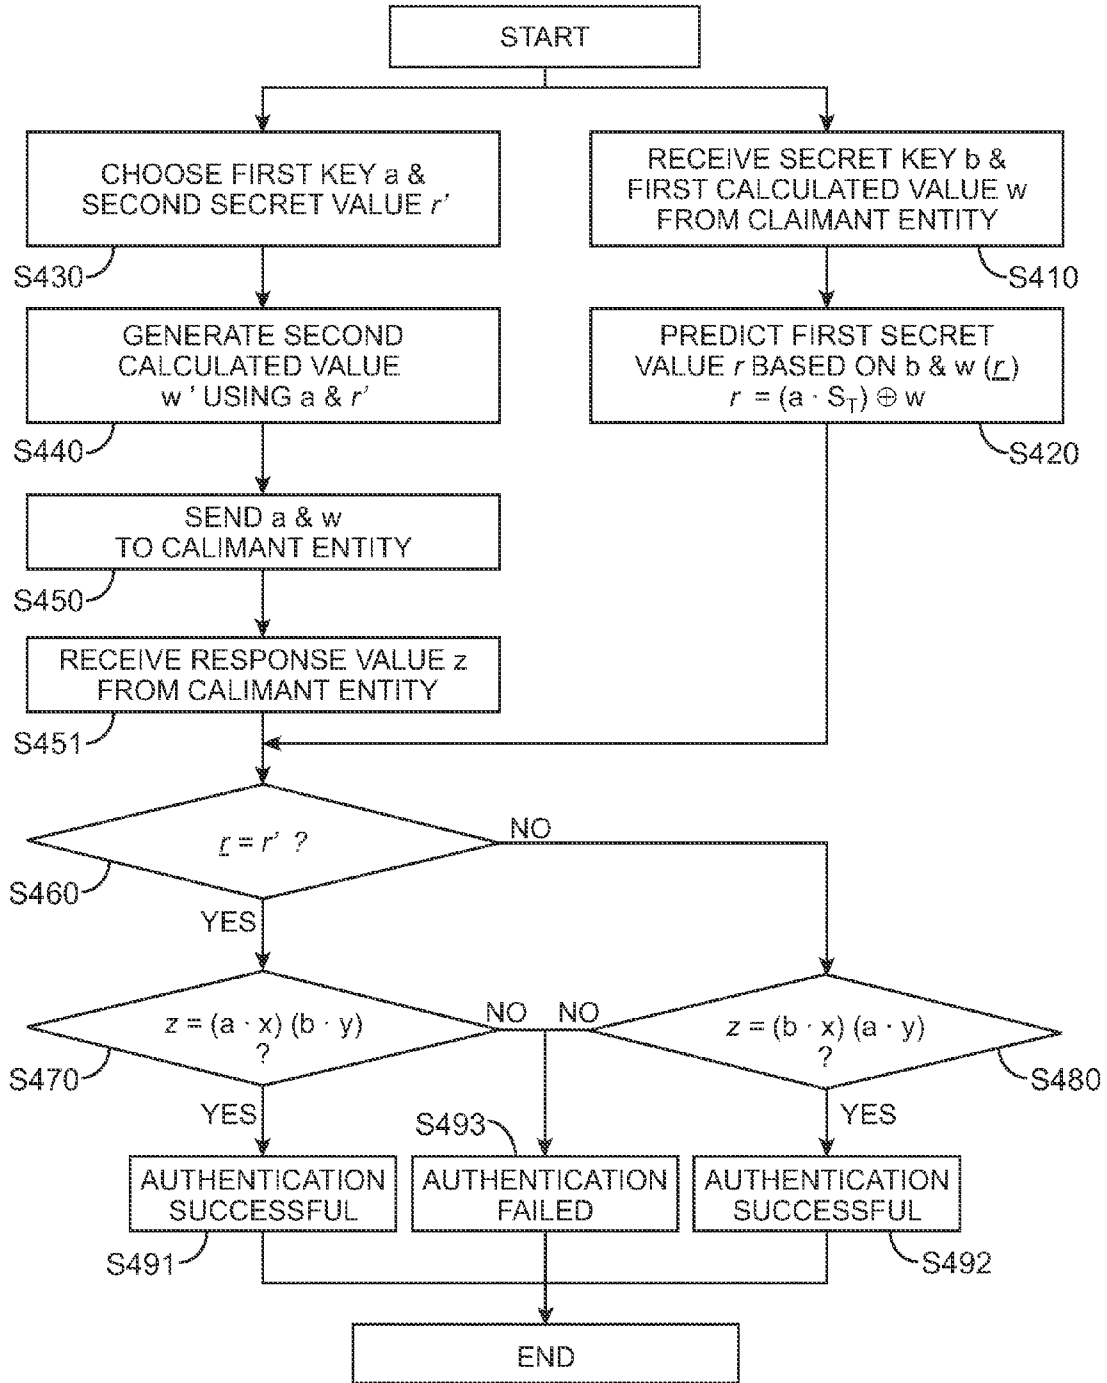 START
CHOOSE FIRST KEY a &
SECOND SECRET VALUE r'
S430
RECEIVE SECRET KEY b &
FIRST CALCULATED VALUE w
FROM CLAIMANT ENTITY
S410
GENERATE SECOND
CALCULATED VALUE
w ' USING a & r'
S440
PREDICT FIRST SECRET
VALUE r BASED ON b & w (r)
r = (a · S_T) ⊕ w
S420
SEND a & w
TO CALIMANT ENTITY
S450
RECEIVE RESPONSE VALUE z
FROM CALIMANT ENTITY
S451
r = r' ?
NO
S460
YES
z = (a · x) (b · y)
?
NO
NO
z = (b · x) (a · y)
?
S470
S480
YES
YES
S493
AUTHENTICATION
SUCCESSFUL
S491
AUTHENTICATION
FAILED
AUTHENTICATION
SUCCESSFUL
S492
END